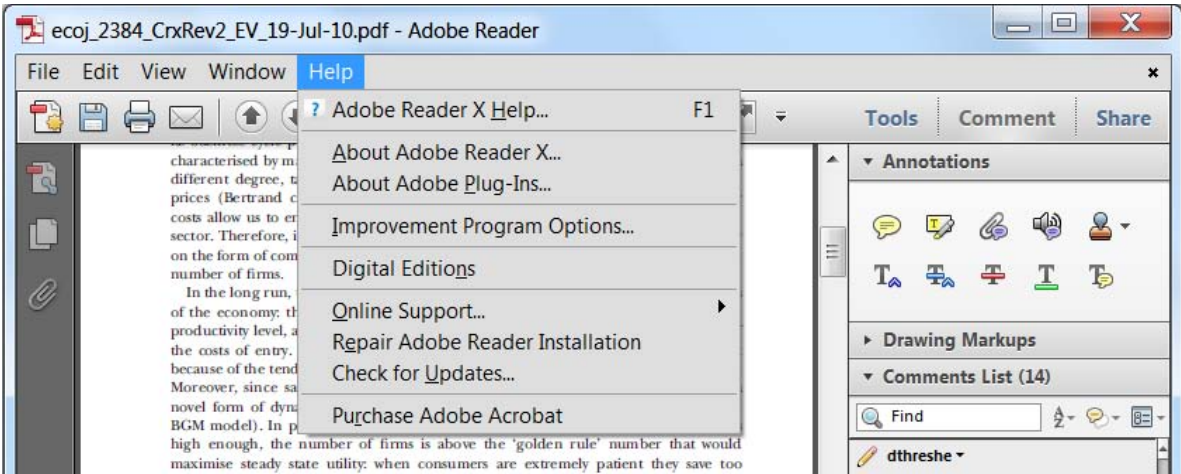 ecoj_2384_CrxRev2_EV_19-Jul-10.pdf - Adobe Reader
File Edit View Window Help
Tools Comment Share
? Adobe Reader X Help... F1
About Adobe Reader X...
About Adobe Plug-Ins...
Improvement Program Options...
Digital Editions
Online Support...
Repair Adobe Reader Installation
Check for Updates...
Purchase Adobe Acrobat
characterised by
different degree,
prices (Bertrand
costs allow us to
sector. Therefore,
on the form of
number of firms.
In the long run,
of the economy:
productivity level,
the costs of entry.
because of the
Moreover, since
novel form of
BGM model). In
high enough, the number of firms is above the ‘golden rule’ number that would
maximise steady state utility: when consumers are extremely patient they save too
Annotations
Drawing Markups
Comments List (14)
Find
dthreshe